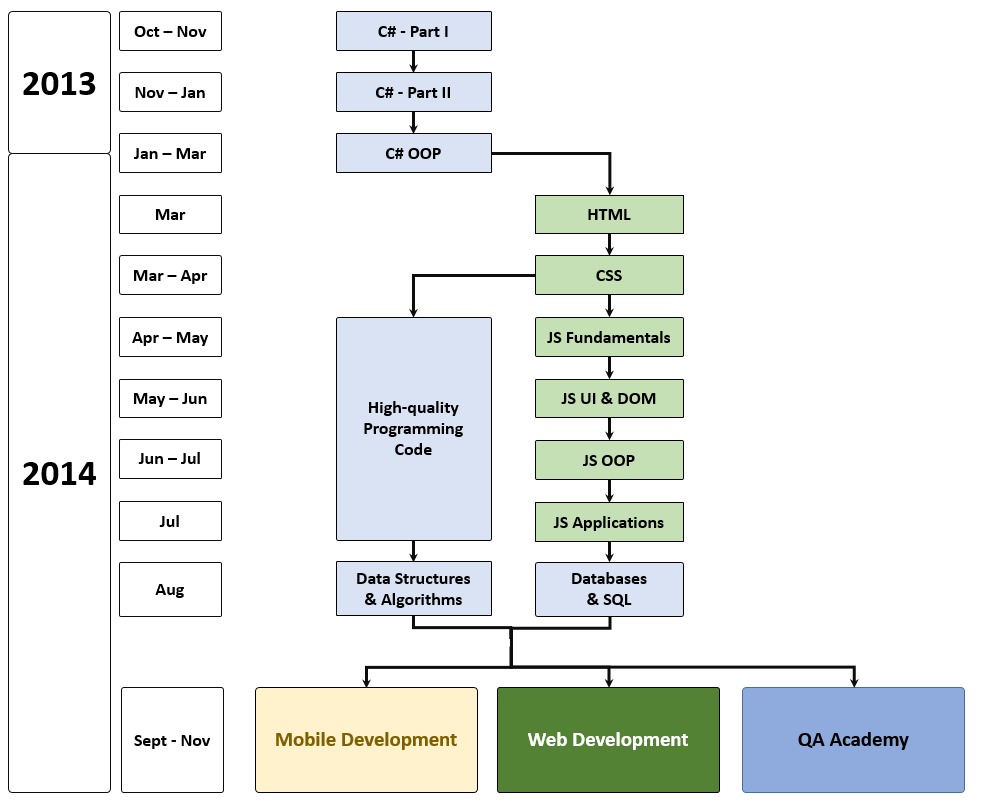 2013
Oct – Nov
C# - Part I
Nov – Jan
C# - Part II
Jan – Mar
C# OOP
2014
Mar
HTML
Mar – Apr
CSS
Apr – May
JS Fundamentals
High-quality
Programming
Code
May – Jun
JS UI & DOM
Jun – Jul
JS OOP
Jul
JS Applications
Aug
Data Structures
& Algorithms
Databases
& SQL
Sept - Nov
Mobile Development
Web Development
QA Academy